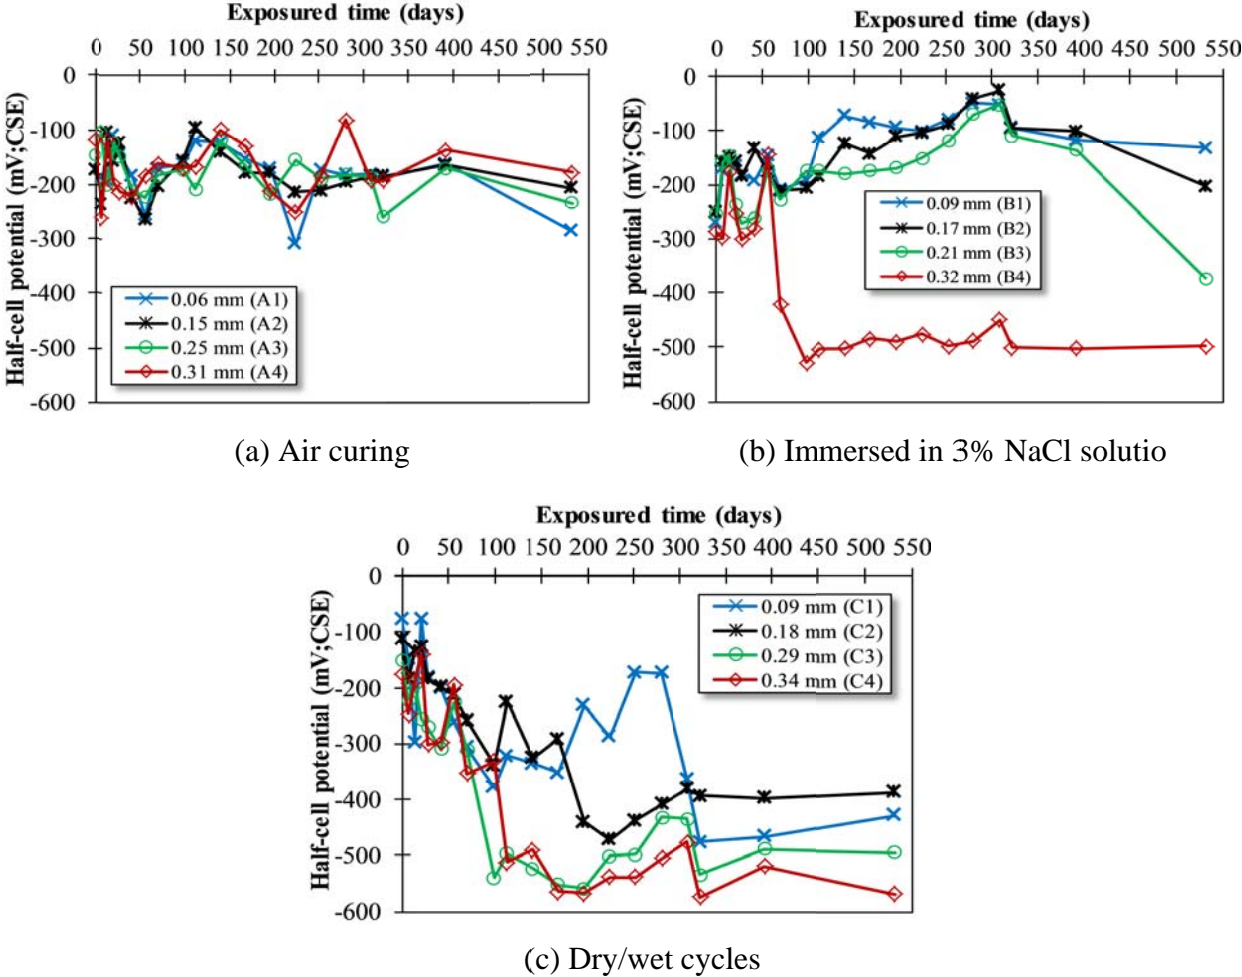 Exposured time (days)
0 50 100 150 200 250 300 350 400 450 500 550
Half-cell potential (mV;CSE)
0
-100
-200
-300
-400
-500
-600
0.06 mm (A1)
0.15 mm (A2)
0.25 mm (A3)
0.31 mm (A4)
(a) Air curing
Exposured time (days)
0 50 100 150 200 250 300 350 400 450 500 550
Half-cell potential (mV;CSE)
0
-100
-200
-300
-400
-500
-600
0.09 mm (B1)
0.17 mm (B2)
0.21 mm (B3)
0.32 mm (B4)
(b) Immersed in 3% NaCl solutio
Exposured time (days)
0 50 100 150 200 250 300 350 400 450 500 550
Half-cell potential (mV;CSE)
0
-100
-200
-300
-400
-500
-600
0.09 mm (C1)
0.18 mm (C2)
0.29 mm (C3)
0.34 mm (C4)
(c) Dry/wet cycles